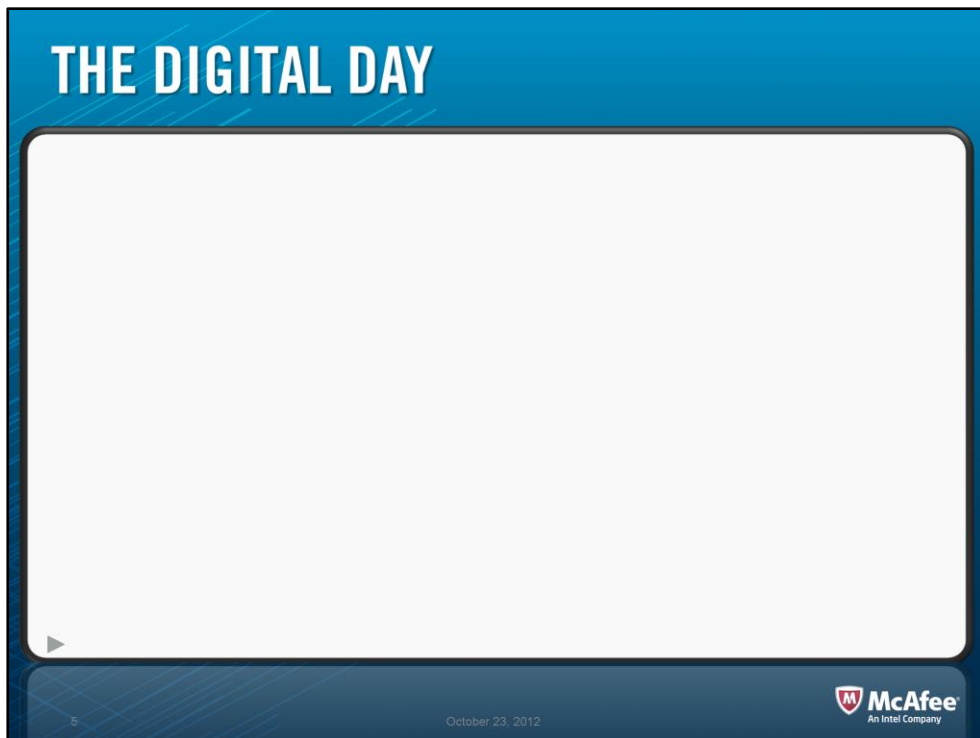 THE DIGITAL DAY
5
October 23, 2012
McAfee
An Intel Company